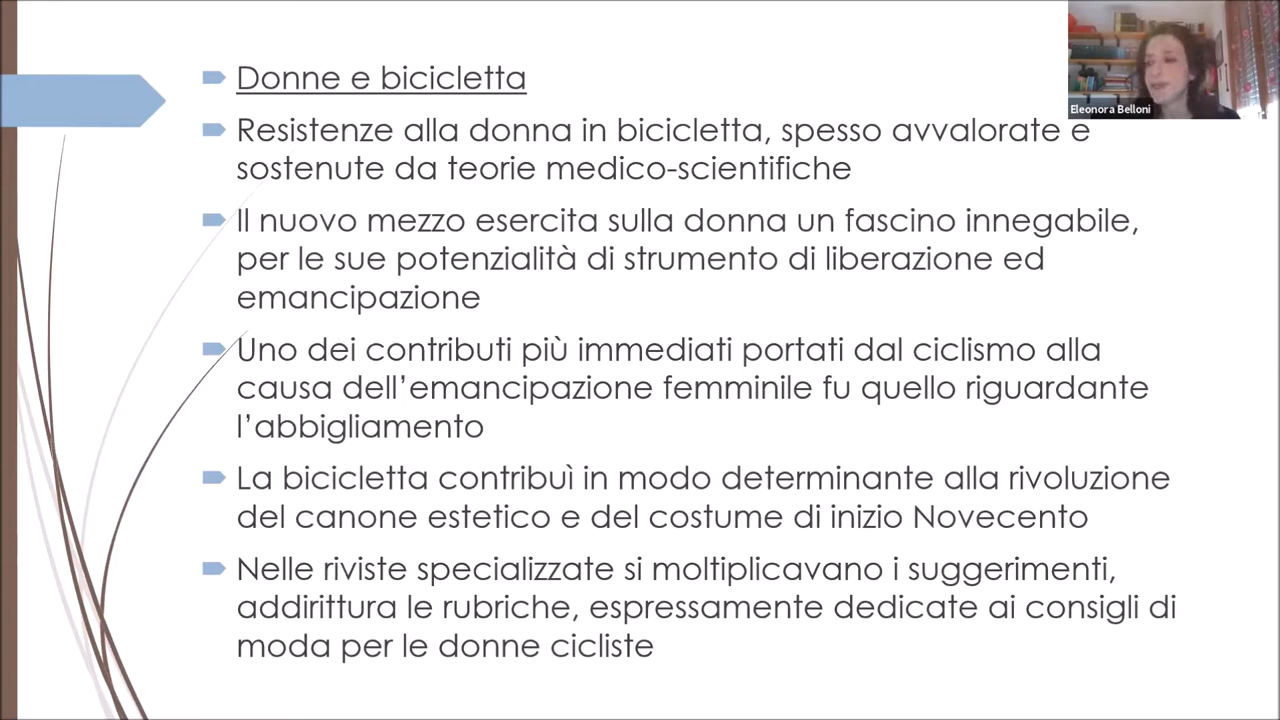 Donne e bicicletta
Resistenze alla donna in bicicletta, spesso avvalorate e
sostenute da teorie medico-scientifiche
Il nuovo mezzo esercita sulla donna un fascino innegabile,
per le sue potenzialità di strumento di liberazione ed
emancipazione
Uno dei contributi più immediati portati dal ciclismo alla
causa dell’emancipazione femminile fu quello riguardante
l’abbigliamento
La bicicletta contribuì in modo determinante alla rivoluzione
del canone estetico e del costume di inizio Novecento
Nelle riviste specializzate si moltiplicavano i suggerimenti,
addirittura le rubriche, espressamente dedicate ai consigli di
moda per le donne cicliste
Eleonora Belloni